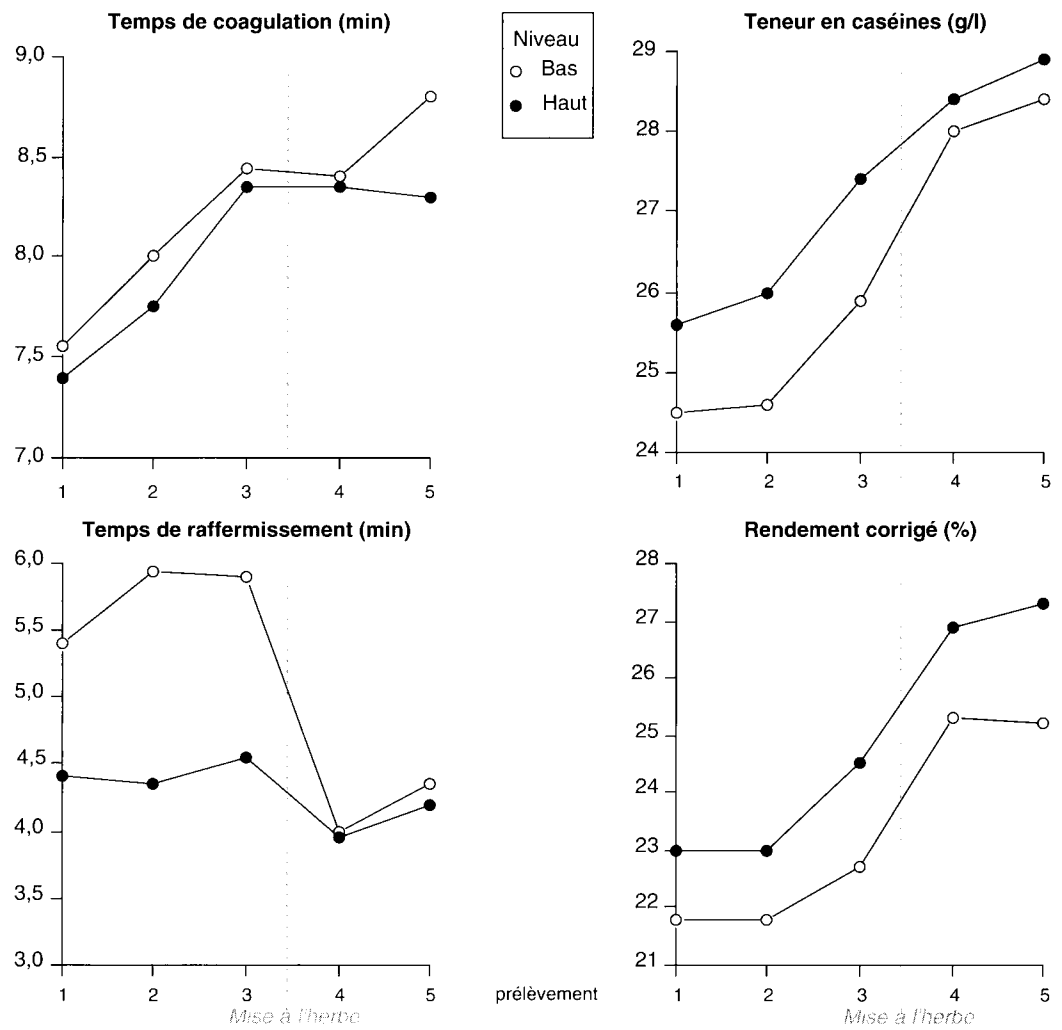 Temps de coagulation (min)
9,0
8,5
8,0
7,5
7,0
1 2 3 4 5
Niveau
Bas
Haut
Teneur en caséines (g/l)
29
28
27
26
25
24
1 2 3 4 5
Temps de raffermissement (min)
6,0
5,5
5,0
4,5
4,0
3,5
3,0
1 2 3 4 5
Mise à l'herbe
prélèvement
Rendement corrigé (%)
28
27
26
25
24
23
22
21
1 2 3 4 5
Mise à l'herbe